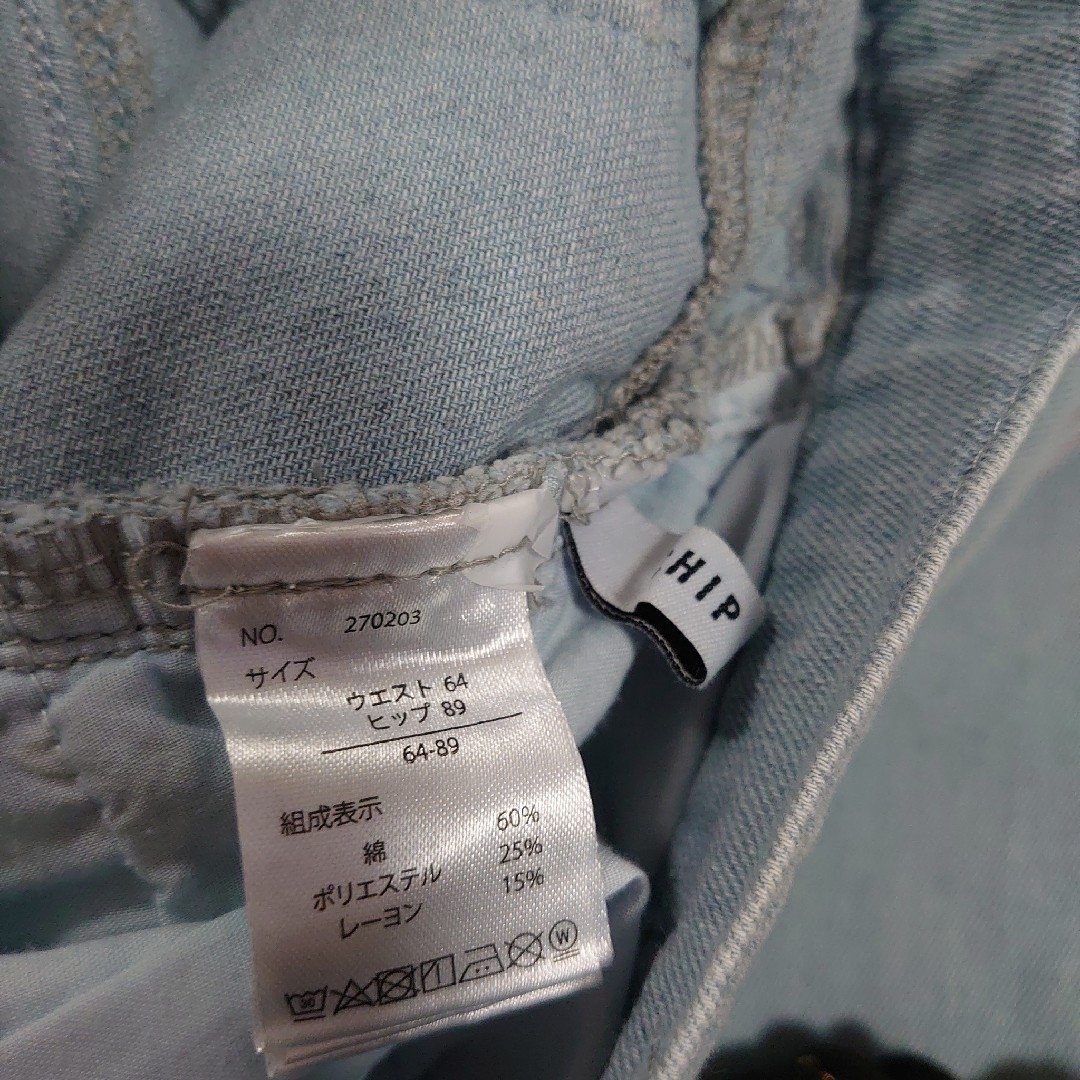 NO. 270203
サイズ
ウエスト 64
ヒップ 89
64-89
組成表示
綿 60%
ポリエステル 25%
レーヨン 15%
30
W
HIP